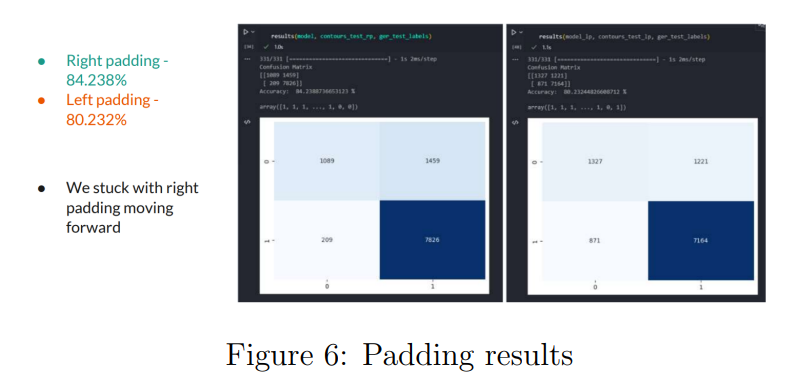 ● Right padding -
84.238%
● Left padding -
80.232%
● We stuck with right
padding moving
forward
results(model, contours_test_rp, ger_test_labels)
✓ 1.0s
331/331 [==============================] - 1s 2ms/step
Confusion Matrix
[[1089 1459]
[ 209 7826]]
Accuracy: 84.2388736653123 %
array([1, 1, 1, ..., 1, 0, 0])
0
1089
1459
1
209
7826
0
1
results(model_lp, contours_test_lp, ger_test_labels)
✓ 1.1s
331/331 [==============================] - 1s 2ms/step
Confusion Matrix
[[1327 1221]
[ 871 7164]]
Accuracy: %
array([1, 1, 1, ..., 1, 0, 1])
0
1327
1221
1
871
7164
0
1
Figure 6: Padding results